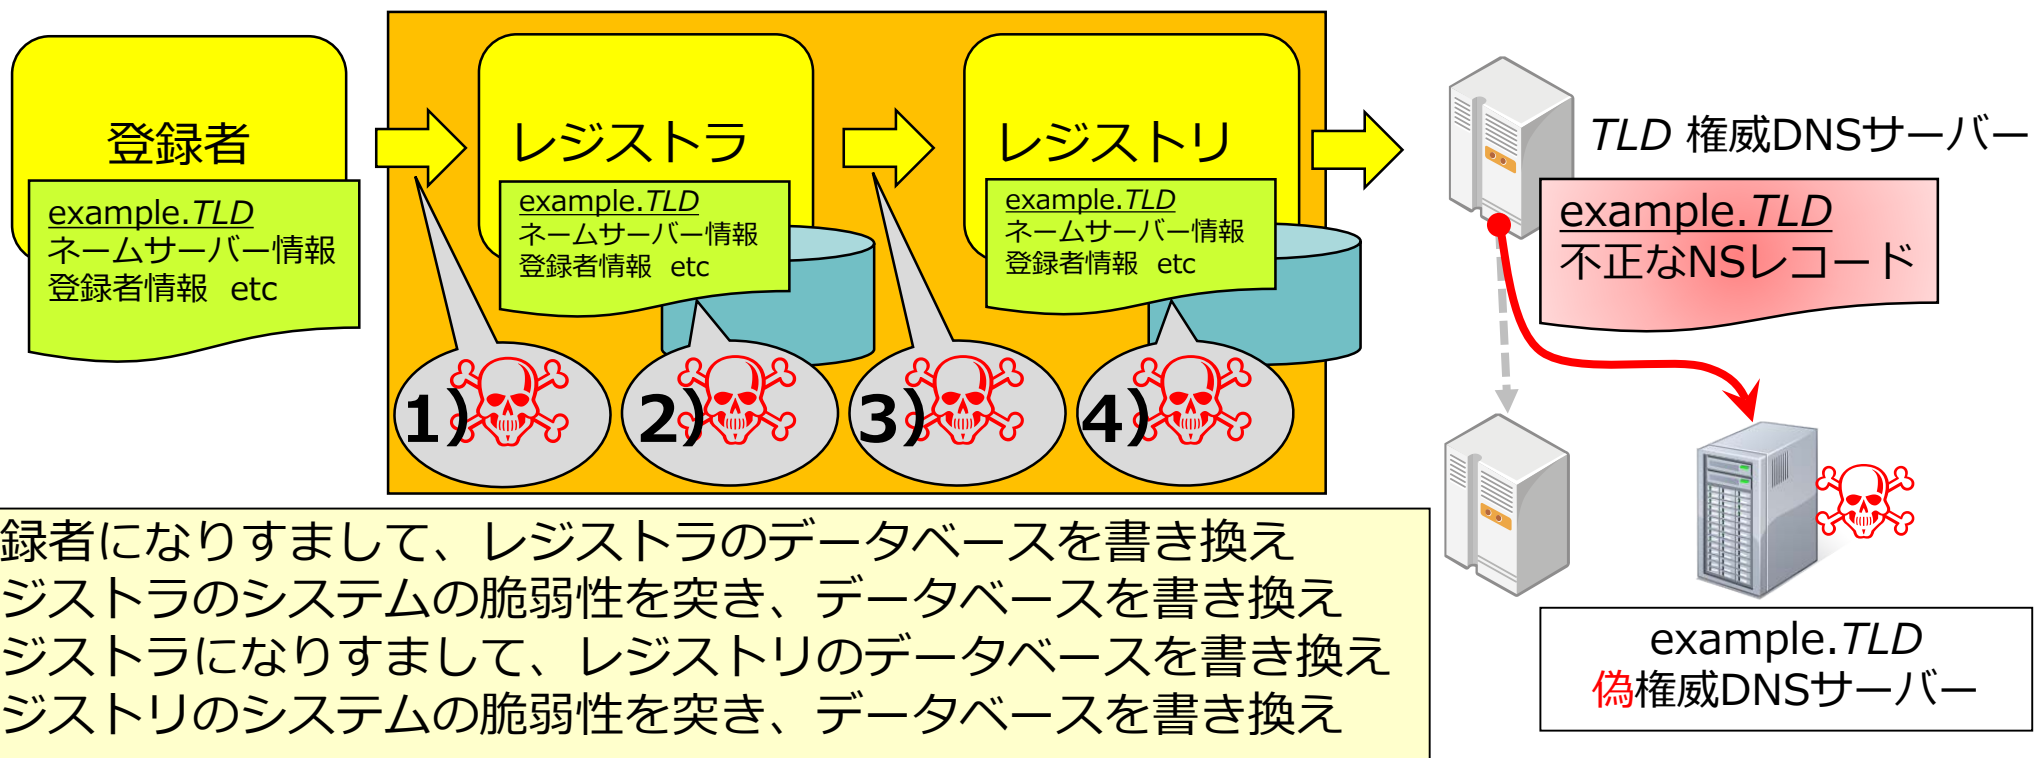 登録者
example.TLD
ネームサーバー情報
登録者情報 etc
レジストラ
example.TLD
ネームサーバー情報
登録者情報 etc
レジストリ
example.TLD
ネームサーバー情報
登録者情報 etc
TLD 権威DNSサーバー
example.TLD
不正なNSレコード
1)
2)
3)
4)
録者になりすまして、レジストラのデータベースを書き換え
ジストラのシステムの脆弱性を突き、データベースを書き換え
ジストラになりすまして、レジストリのデータベースを書き換え
ジストリのシステムの脆弱性を突き、データベースを書き換え
example.TLD
偽権威DNSサーバー